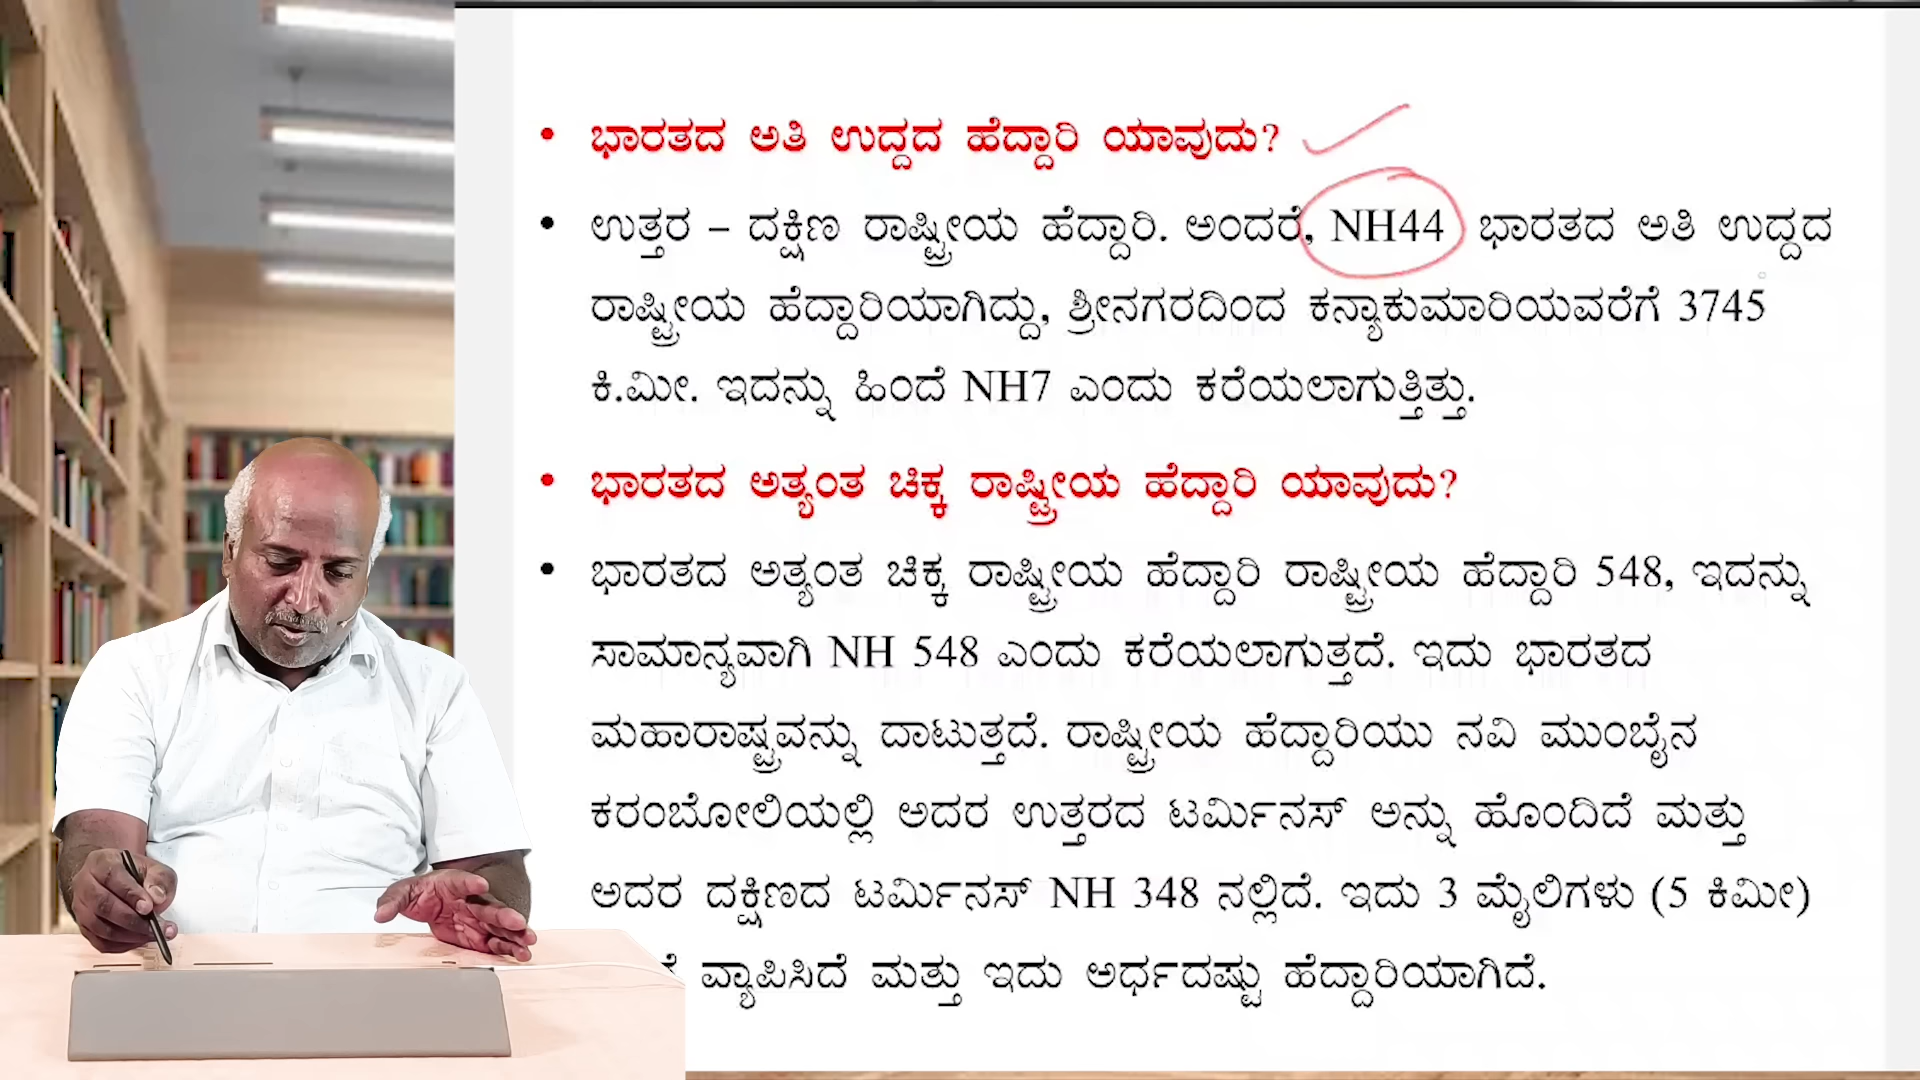 • ಭಾರತದ ಅತಿ ಉದ್ದದ ಹೆದ್ದಾರಿ ಯಾವುದು?
• ಉತ್ತರ – ದಕ್ಷಿಣ ರಾಷ್ಟ್ರೀಯ ಹೆದ್ದಾರಿ. ಅಂದರೆ, NH44 ಭಾರತದ ಅತಿ ಉದ್ದದ
ರಾಷ್ಟ್ರೀಯ ಹೆದ್ದಾರಿಯಾಗಿದ್ದು, ಶ್ರೀನಗರದಿಂದ ಕನ್ಯಾಕುಮಾರಿಯವರೆಗೆ 3745
ಕಿ.ಮೀ. ಇದನ್ನು ಹಿಂದೆ NH7 ಎಂದು ಕರೆಯಲಾಗುತ್ತಿತ್ತು.
• ಭಾರತದ ಅತ್ಯಂತ ಚಿಕ್ಕ ರಾಷ್ಟ್ರೀಯ ಹೆದ್ದಾರಿ ಯಾವುದು?
• ಭಾರತದ ಅತ್ಯಂತ ಚಿಕ್ಕ ರಾಷ್ಟ್ರೀಯ ಹೆದ್ದಾರಿ ರಾಷ್ಟ್ರೀಯ ಹೆದ್ದಾರಿ 548, ಇದನ್ನು
ಸಾಮಾನ್ಯವಾಗಿ NH 548 ಎಂದು ಕರೆಯಲಾಗುತ್ತದೆ. ಇದು ಭಾರತದ
ಮಹಾರಾಷ್ಟ್ರವನ್ನು ದಾಟುತ್ತದೆ. ರಾಷ್ಟ್ರೀಯ ಹೆದ್ದಾರಿಯು ನವಿ ಮುಂಬೈನ
ಕರಂಬೋಲಿಯಲ್ಲಿ ಅದರ ಉತ್ತರದ ಟರ್ಮಿನಸ್ ಅನ್ನು ಹೊಂದಿದೆ ಮತ್ತು
ಅದರ ದಕ್ಷಿಣದ ಟರ್ಮಿನಸ್ NH 348 ನಲ್ಲಿದೆ. ಇದು 3 ಮೈಲಿಗಳು (5 ಕಿಮೀ)
ವ್ಯಾಪಿಸಿದೆ ಮತ್ತು ಇದು ಅರ್ಧದಷ್ಟು ಹೆದ್ದಾರಿಯಾಗಿದೆ.